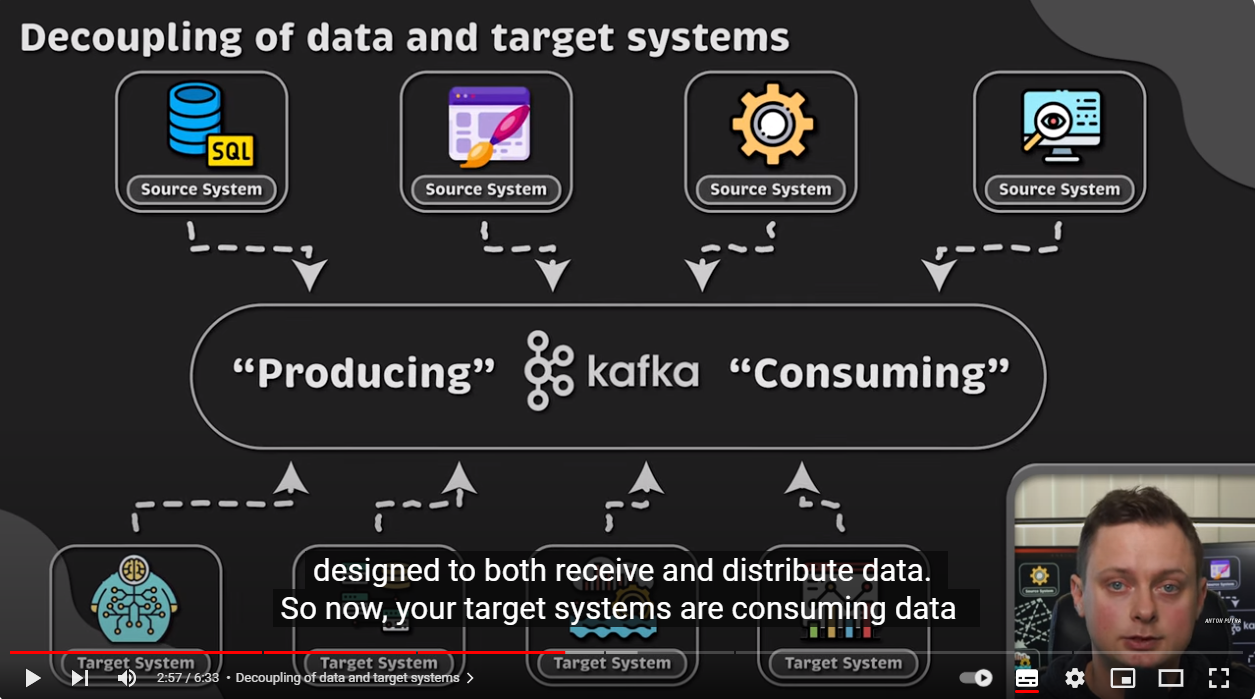 Decoupling of data and target systems
SQL
Source System
Source System
Source System
Source System
“Producing”
kafka
“Consuming”
designed to both receive and distribute data.
So now, your target systems are consuming data
Target System
Target System
Target System
Target System
ANTON PUTRA
2:57 / 6:33 • Decoupling of data and target systems